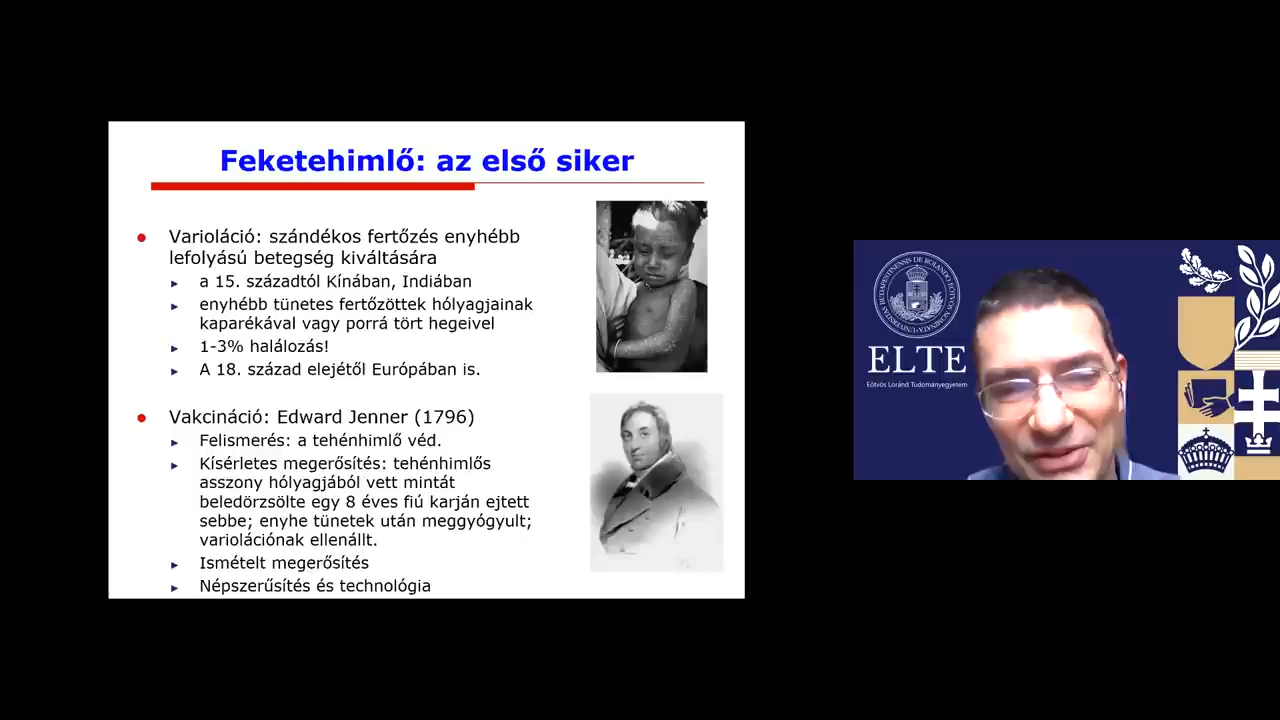 Feketehimlő: az első siker
Varioláció: szándékos fertőzés enyhébb
lefolyású betegség kiváltására
a 15. századtól Kínában, Indiában
enyhébb tünetes fertőzöttek hólyagjainak
kaparékával vagy porrá tört hegeivel
1-3% halálozás!
A 18. század elejétől Európában is.
Vakcináció: Edward Jenner (1796)
Felismerés: a tehénhimlő véd.
Kísérletes megerősítés: tehénhimlős
asszony hólyagjából vett mintát
beledörzsölte egy 8 éves fiú karján ejtett
sebbe; enyhe tünetek után meggyógyult;
variolációnak ellenállt.
Ismételt megerősítés
Népszerűsítés és technológia
ELTE
Eötvös Loránd Tudományegyetem